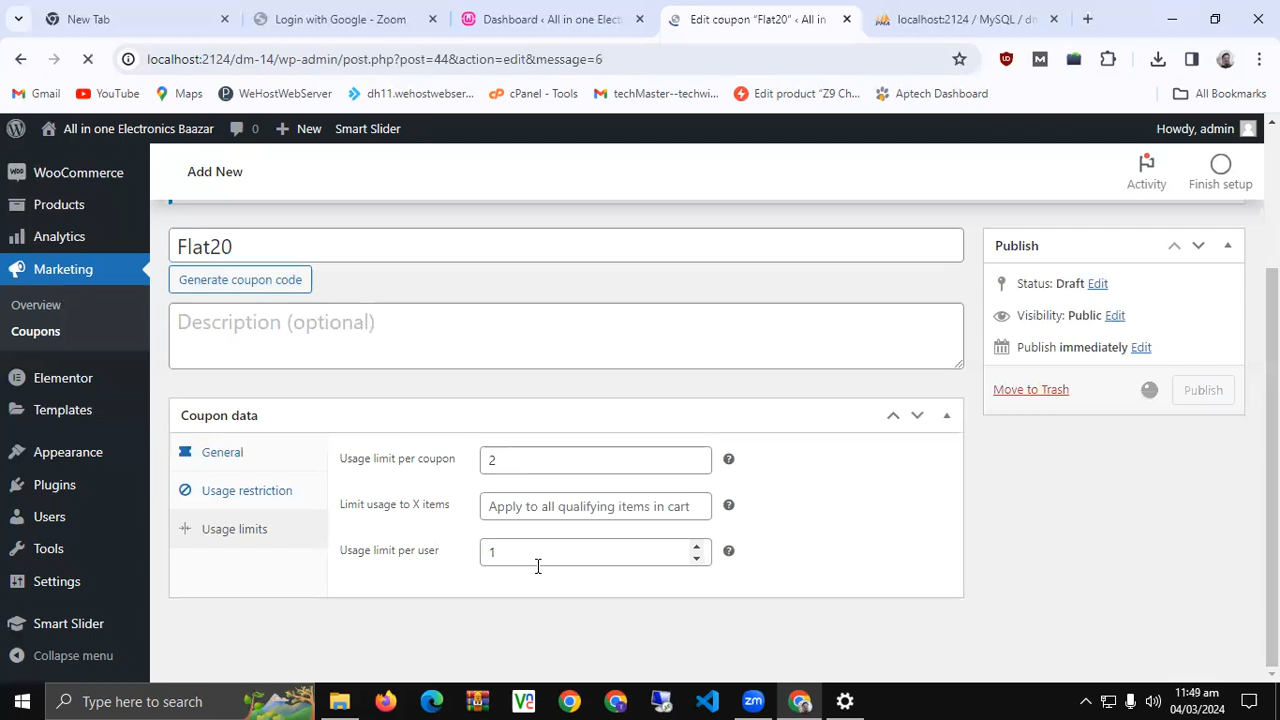 New Tab
Login with Google - Zoom
Dashboard ‹ All in one Elect
Edit coupon "Flat20" ‹ All in
localhost:2124 / MySQL / dn
localhost:2124/dm-14/wp-admin/post.php?post=44&action=edit&message=6
Gmail
YouTube
Maps
WeHostWebServer
dh11.wehostwebser...
cPanel - Tools
techMaster--techwi...
Edit product "Z9 Ch...
Aptech Dashboard
All Bookmarks
All in one Electronics Baazar
0
New
Smart Slider
Howdy, admin
WooCommerce
Products
Analytics
Marketing
Overview
Coupons
Elementor
Templates
Appearance
Plugins
Users
Tools
Settings
Smart Slider
Collapse menu
Add New
Activity
Finish setup
Flat20
Generate coupon code
Description (optional)
Coupon data
General
Usage restriction
Usage limits
Usage limit per coupon
2
Limit usage to X items
Apply to all qualifying items in cart
Usage limit per user
1
Publish
Status: Draft Edit
Visibility: Public Edit
Publish immediately Edit
Move to Trash
Publish
Type here to search
11:49 am
04/03/2024